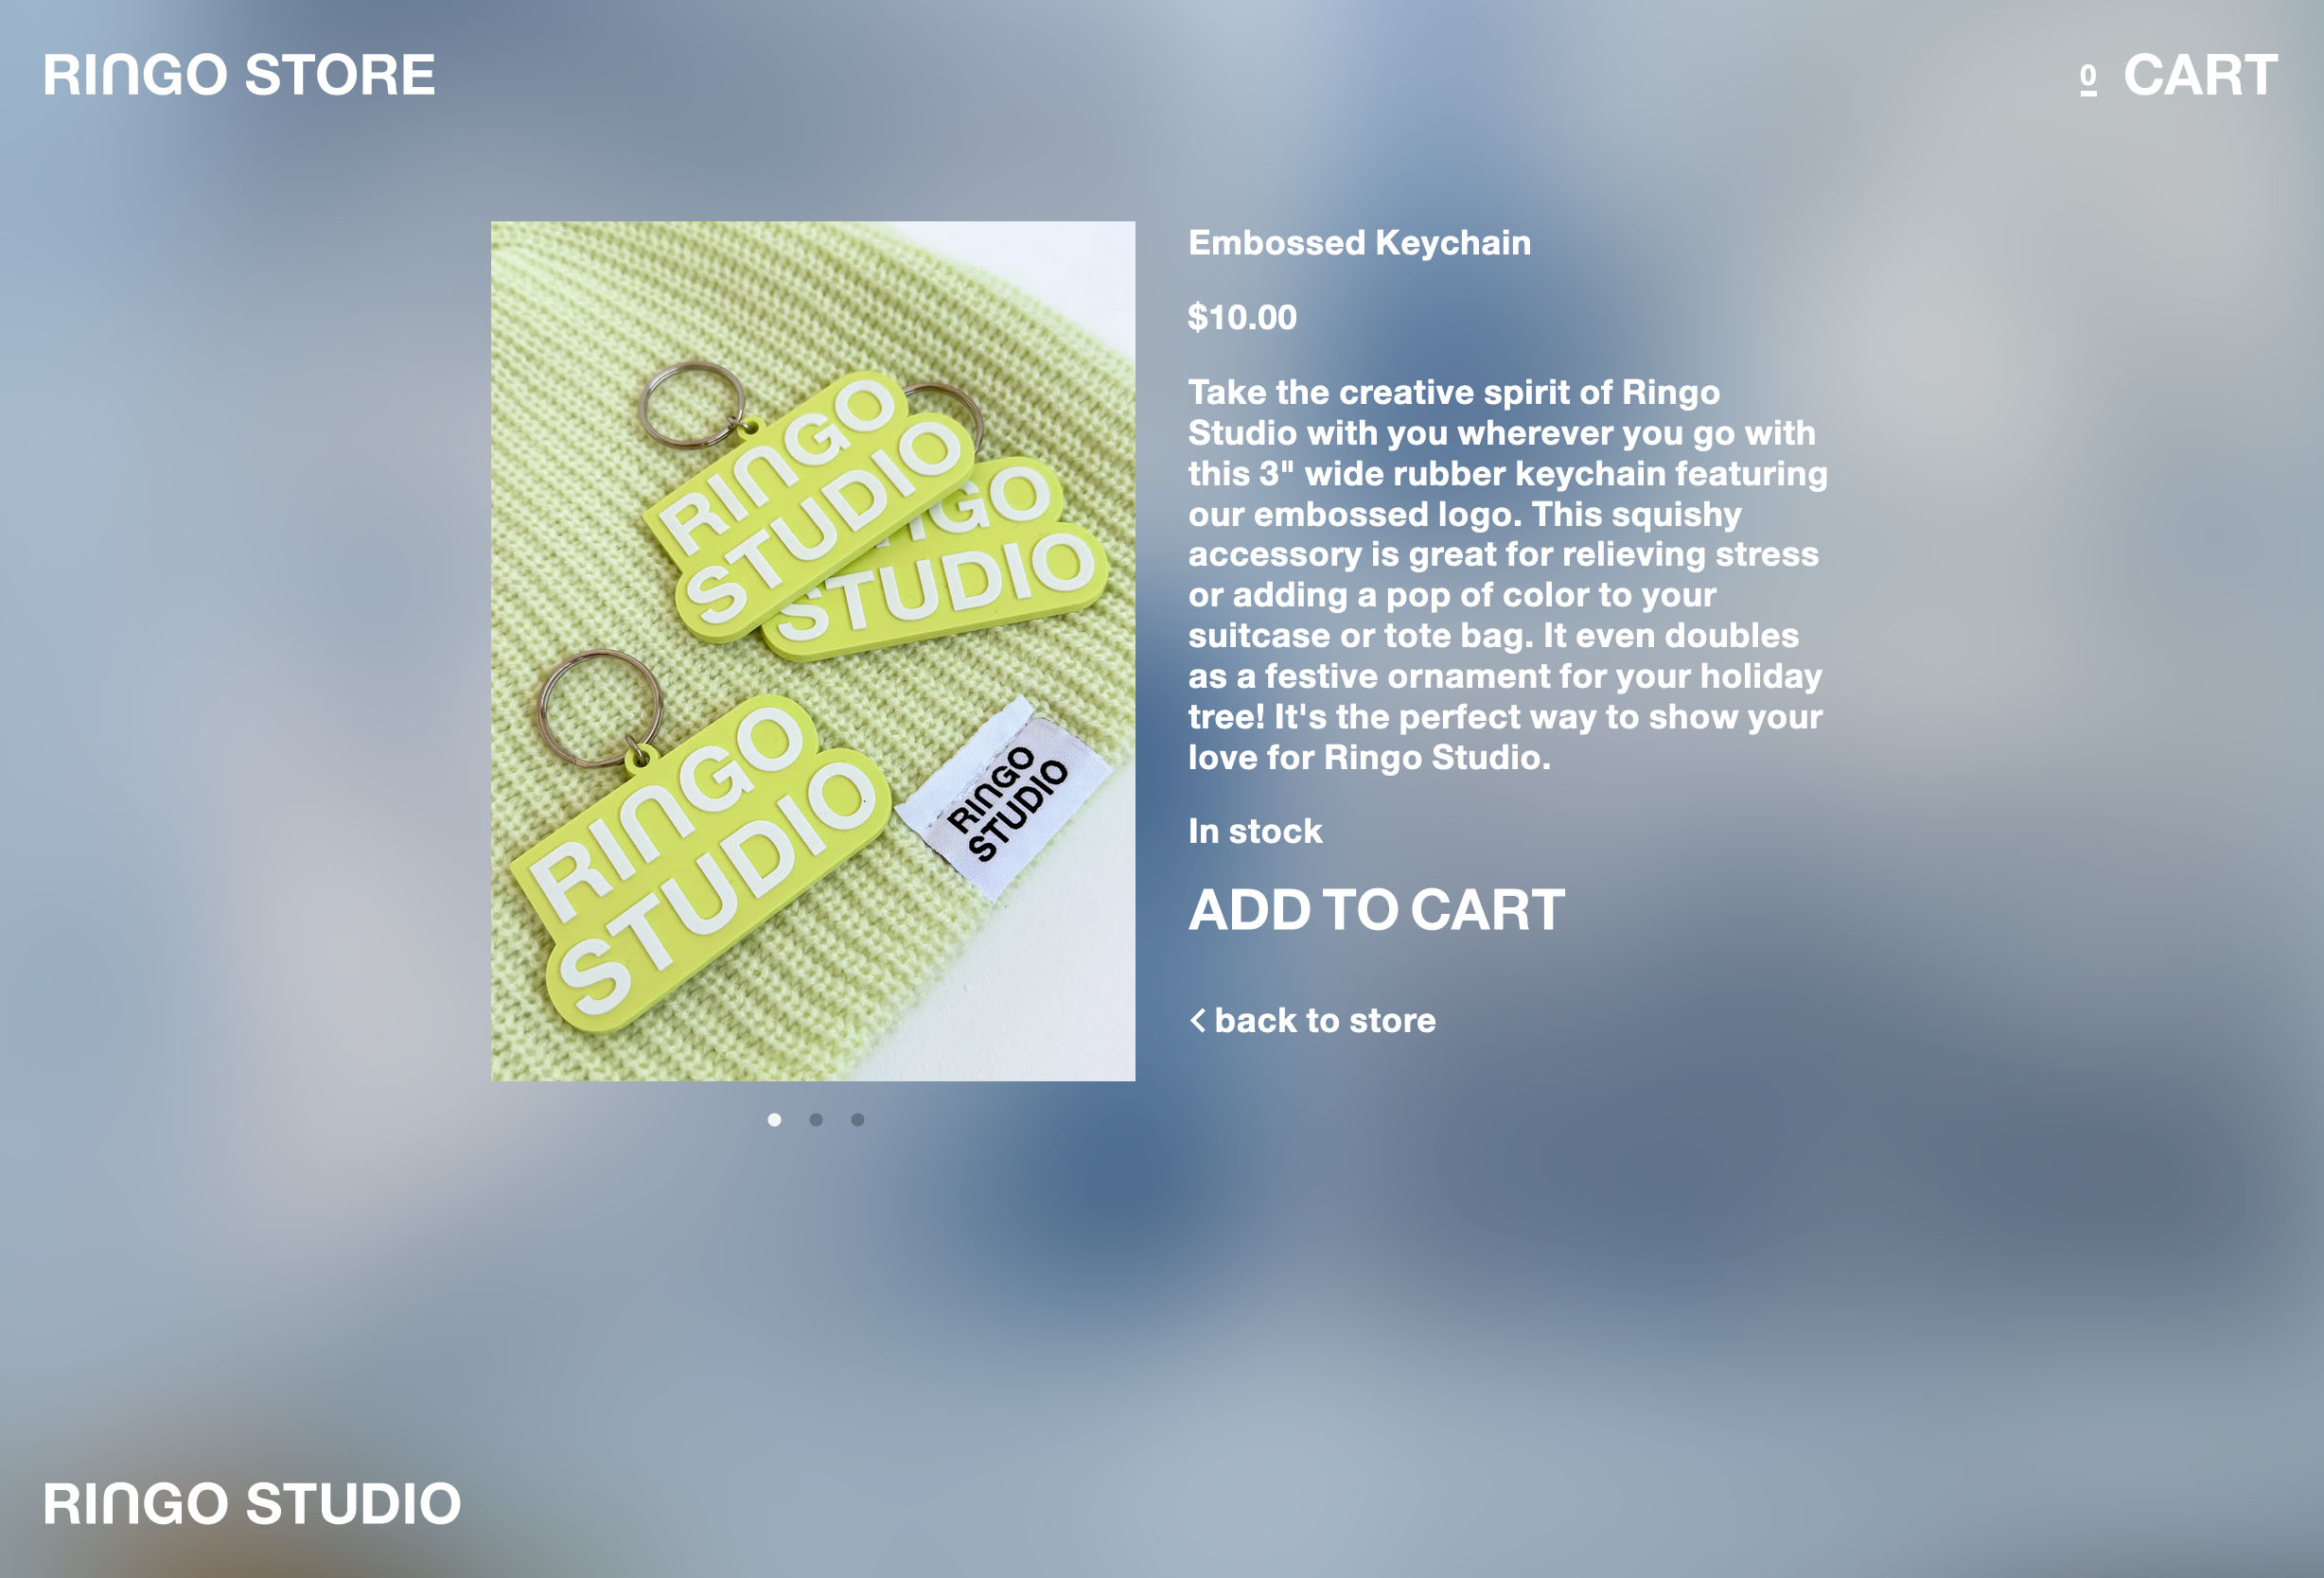 RINGO STORE
0 CART
RINGO
STUDIO
NGO
STUDIO
RINGO
STUDIO
RINGO
STUDIO
Embossed Keychain
$10.00
Take the creative spirit of Ringo
Studio with you wherever you go with
this 3" wide rubber keychain featuring
our embossed logo. This squishy
accessory is great for relieving stress
or adding a pop of color to your
suitcase or tote bag. It even doubles
as a festive ornament for your holiday
tree! It's the perfect way to show your
love for Ringo Studio.
In stock
ADD TO CART
< back to store
RINGO STUDIO